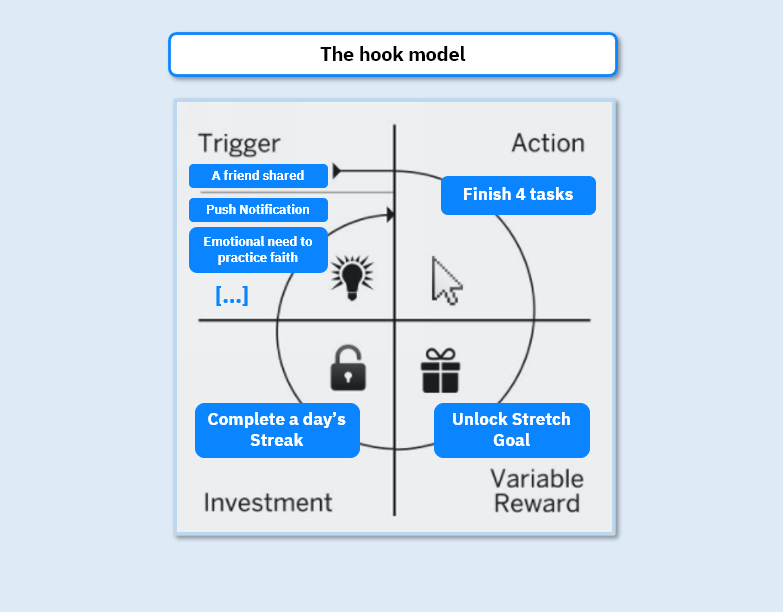 The hook model
Trigger
Action
A friend shared
Finish 4 tasks
Push Notification
Emotional need to
practice faith
[...]
Complete a day’s
Streak
Unlock Stretch
Goal
Investment
Variable
Reward